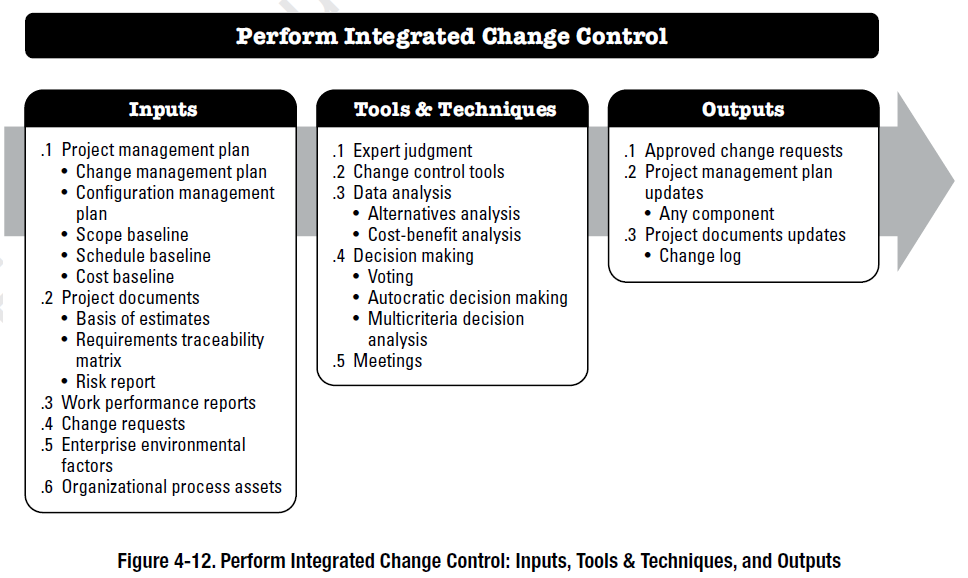 Perform Integrated Change Control
Inputs
.1 Project management plan
• Change management plan
• Configuration management
plan
• Scope baseline
• Schedule baseline
• Cost baseline
.2 Project documents
• Basis of estimates
• Requirements traceability
matrix
• Risk report
.3 Work performance reports
.4 Change requests
.5 Enterprise environmental
factors
.6 Organizational process assets
Tools & Techniques
.1 Expert judgment
.2 Change control tools
.3 Data analysis
• Alternatives analysis
• Cost-benefit analysis
.4 Decision making
• Voting
• Autocratic decision making
• Multicriteria decision
analysis
.5 Meetings
Outputs
.1 Approved change requests
.2 Project management plan
updates
• Any component
.3 Project documents updates
• Change log
Figure 4-12. Perform Integrated Change Control: Inputs, Tools & Techniques, and Outputs